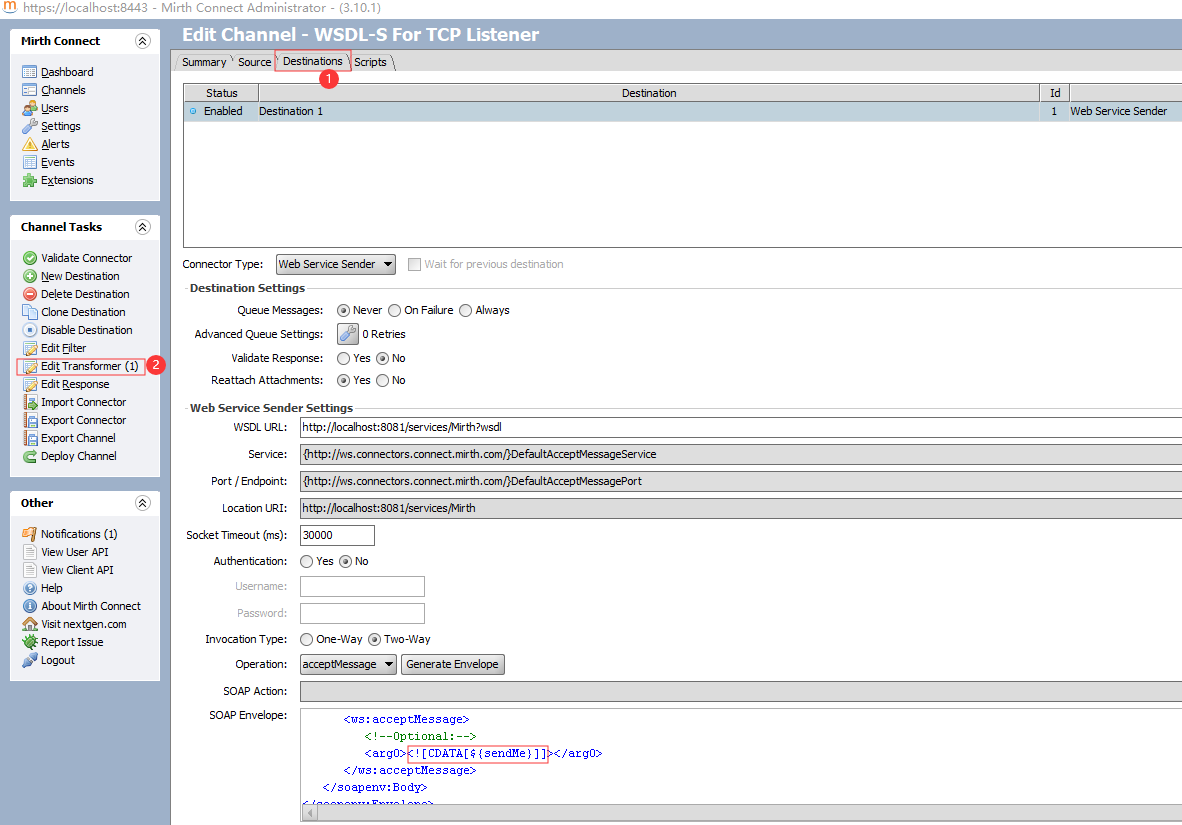 https://localhost:8443 - Mirth Connect Administrator - (3.10.1)
Mirth Connect
Dashboard
Channels
Users
Settings
Alerts
Events
Extensions
Channel Tasks
Validate Connector
New Destination
Delete Destination
Clone Destination
Disable Destination
Edit Filter
Edit Transformer (1)
2
Edit Response
Import Connector
Export Connector
Export Channel
Deploy Channel
Other
Notifications (1)
View User API
View Client API
Help
About Mirth Connect
Visit nextgen.com
Report Issue
Logout
Edit Channel - WSDL-S For TCP Listener
Summary Source Destinations Scripts
1
Status Destination Id
Enabled Destination 1 1 Web Service Sender
Connector Type: Web Service Sender Wait for previous destination
Destination Settings
Queue Messages: Never On Failure Always
Advanced Queue Settings: 0 Retries
Validate Response: Yes No
Reattach Attachments: Yes No
Web Service Sender Settings
WSDL URL: http://localhost:8081/services/Mirth?wsdl
Service: {http://ws.connectors.connect.mirth.com/}DefaultAcceptMessageService
Port / Endpoint: {http://ws.connectors.connect.mirth.com/}DefaultAcceptMessagePort
Location URI: http://localhost:8081/services/Mirth
Socket Timeout (ms): 30000
Authentication: Yes No
Username:
Password:
Invocation Type: One-Way Two-Way
Operation: acceptMessage Generate Envelope
SOAP Action:
SOAP Envelope:
<ws:acceptMessage>
<!--Optional:-->
<arg0><![CDATA[${sendMe}]]></arg0>
</ws:acceptMessage>
</soapenv:Body>
</soapenv:Envelope>